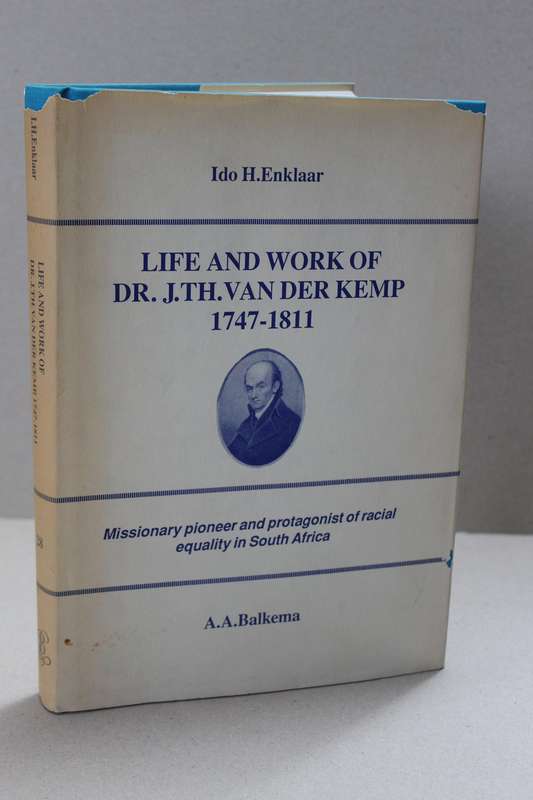 Ido H.Enklaar
LIFE AND WORK OF
DR. J.TH.VAN DER KEMP
1747-1811
Missionary pioneer and protagonist of racial
equality in South Africa
A.A.Balkema
I.H.Enklaar
LIFE AND WORK OF
DR. J.TH. VAN DER KEMP 1747-1811